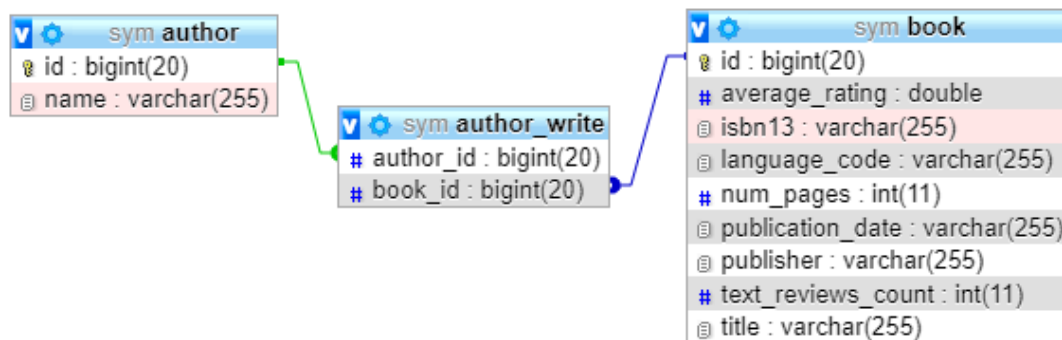 v sym author
id : bigint(20)
name : varchar(255)
v sym author_write
# author_id : bigint(20)
# book_id : bigint(20)
v sym book
id : bigint(20)
# average_rating : double
isbn13 : varchar(255)
language_code : varchar(255)
# num_pages : int(11)
publication_date : varchar(255)
publisher : varchar(255)
# text_reviews_count : int(11)
title : varchar(255)